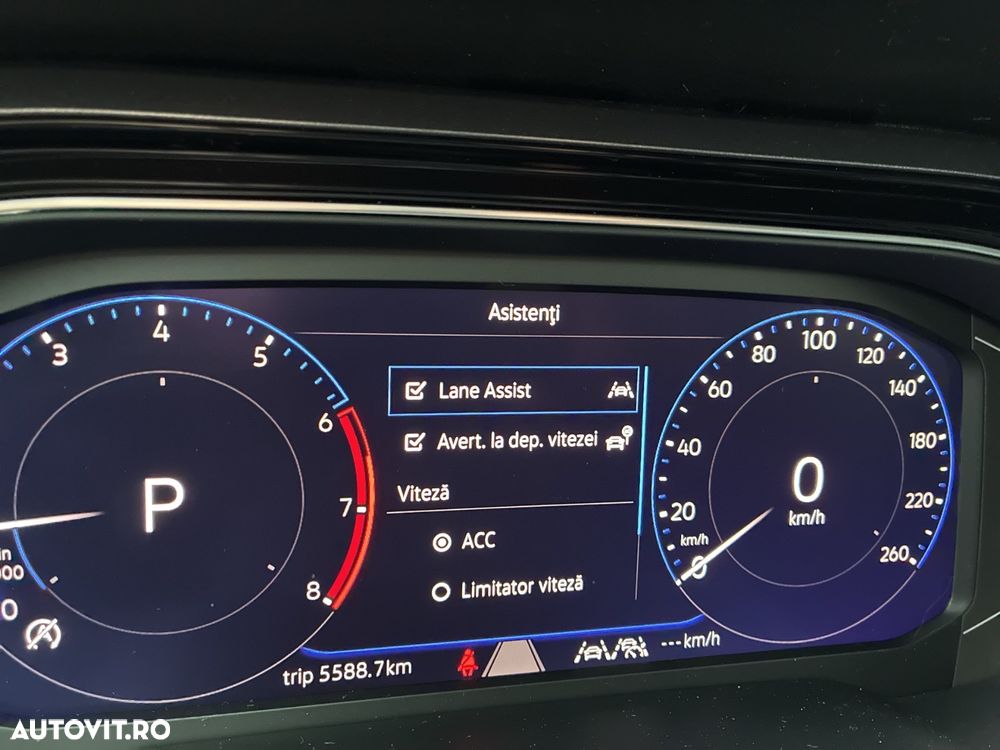 Asistenţi
3
4
5
6
7
8
P
0
Lane Assist
Avert. la dep. vitezei
Viteză
ACC
Limitator viteză
0
20
40
60
80
100
120
140
180
220
260
km/h
0
km/h
trip 5588.7km
--- km/h
AUTOVIT.RO